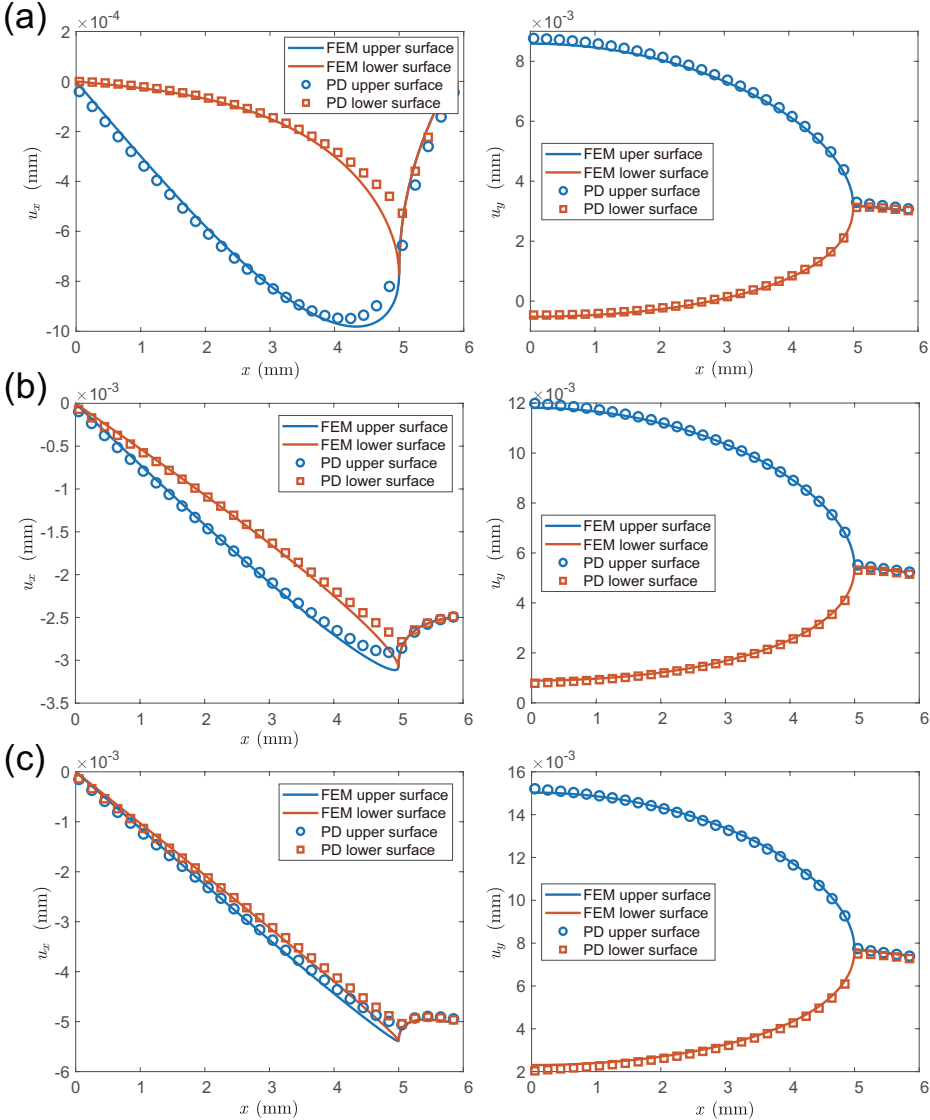 (a)
×10⁻⁴
2
0
-2
-4
-6
-8
-10
0 1 2 3 4 5 6
u_x (mm)
x (mm)
FEM upper surface
FEM lower surface
PD upper surface
PD lower surface
×10⁻³
8
6
4
2
0
0 1 2 3 4 5 6
u_y (mm)
x (mm)
FEM uper surface
FEM lower surface
PD upper surface
PD lower surface
(b)
×10⁻³
0
-0.5
-1
-1.5
-2
-2.5
-3
-3.5
0 1 2 3 4 5 6
u_x (mm)
x (mm)
FEM upper surface
FEM lower surface
PD upper surface
PD lower surface
×10⁻³
12
10
8
6
4
2
0
0 1 2 3 4 5 6
u_y (mm)
x (mm)
FEM upper surface
FEM lower surface
PD upper surface
PD lower surface
(c)
×10⁻³
0
-1
-2
-3
-4
-5
-6
0 1 2 3 4 5 6
u_x (mm)
x (mm)
FEM upper surface
FEM lower surface
PD upper surface
PD lower surface
×10⁻³
16
14
12
10
8
6
4
2
0 1 2 3 4 5 6
u_y (mm)
x (mm)
FEM upper surface
FEM lower surface
PD upper surface
PD lower surface